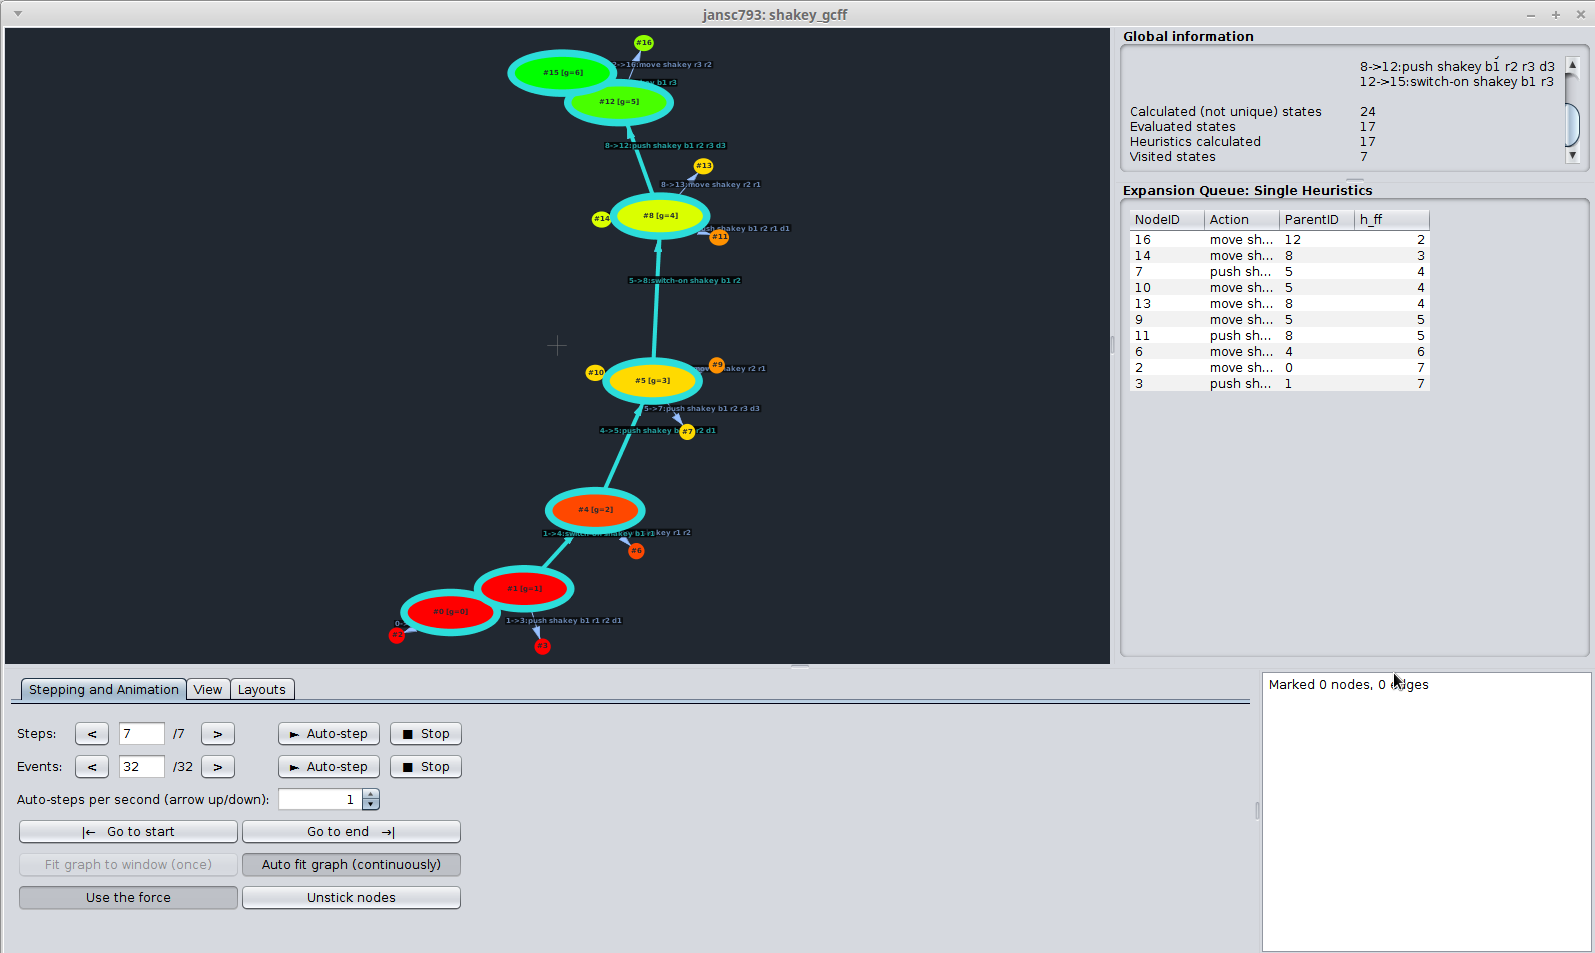 jansc793: shakey_gcff
#16
12->16:move shakey r3 r2
#15 [g=6]
b1 r3
#12 [g=5]
8->12:push shakey b1 r2 r3 d3
#13
8->13:move shakey r2 r1
#14
#8 [g=4]
push shakey b1 r2 r1 d1
#11
5->8:switch-on shakey b1 r2
#10
#9
move shakey r2 r1
#5 [g=3]
5->7:push shakey b1 r2 r3 d3
4->5:push shakey b r2 d1
#7
#4 [g=2]
1->4:switch-on shakey b1 r1
key r1 r2
#6
#1 [g=1]
#0 [g=0]
0-
1->3:push shakey b1 r1 r2 d1
#2
#3
Global information
8->12:push shakey b1 r2 r3 d3
12->15:switch-on shakey b1 r3
Calculated (not unique) states 24
Evaluated states 17
Heuristics calculated 17
Visited states 7
Expansion Queue: Single Heuristics
NodeID Action ParentID h_ff
16 move sh... 12 2
14 move sh... 8 3
7 push sh... 5 4
10 move sh... 5 4
13 move sh... 8 4
9 move sh... 5 5
11 push sh... 8 5
6 move sh... 4 6
2 move sh... 0 7
3 push sh... 1 7
Stepping and Animation View Layouts
Steps: < 7 /7 > ► Auto-step ■ Stop
Events: < 32 /32 > ► Auto-step ■ Stop
Auto-steps per second (arrow up/down): 1
|← Go to start Go to end →|
Fit graph to window (once) Auto fit graph (continuously)
Use the force Unstick nodes
Marked 0 nodes, 0 edges